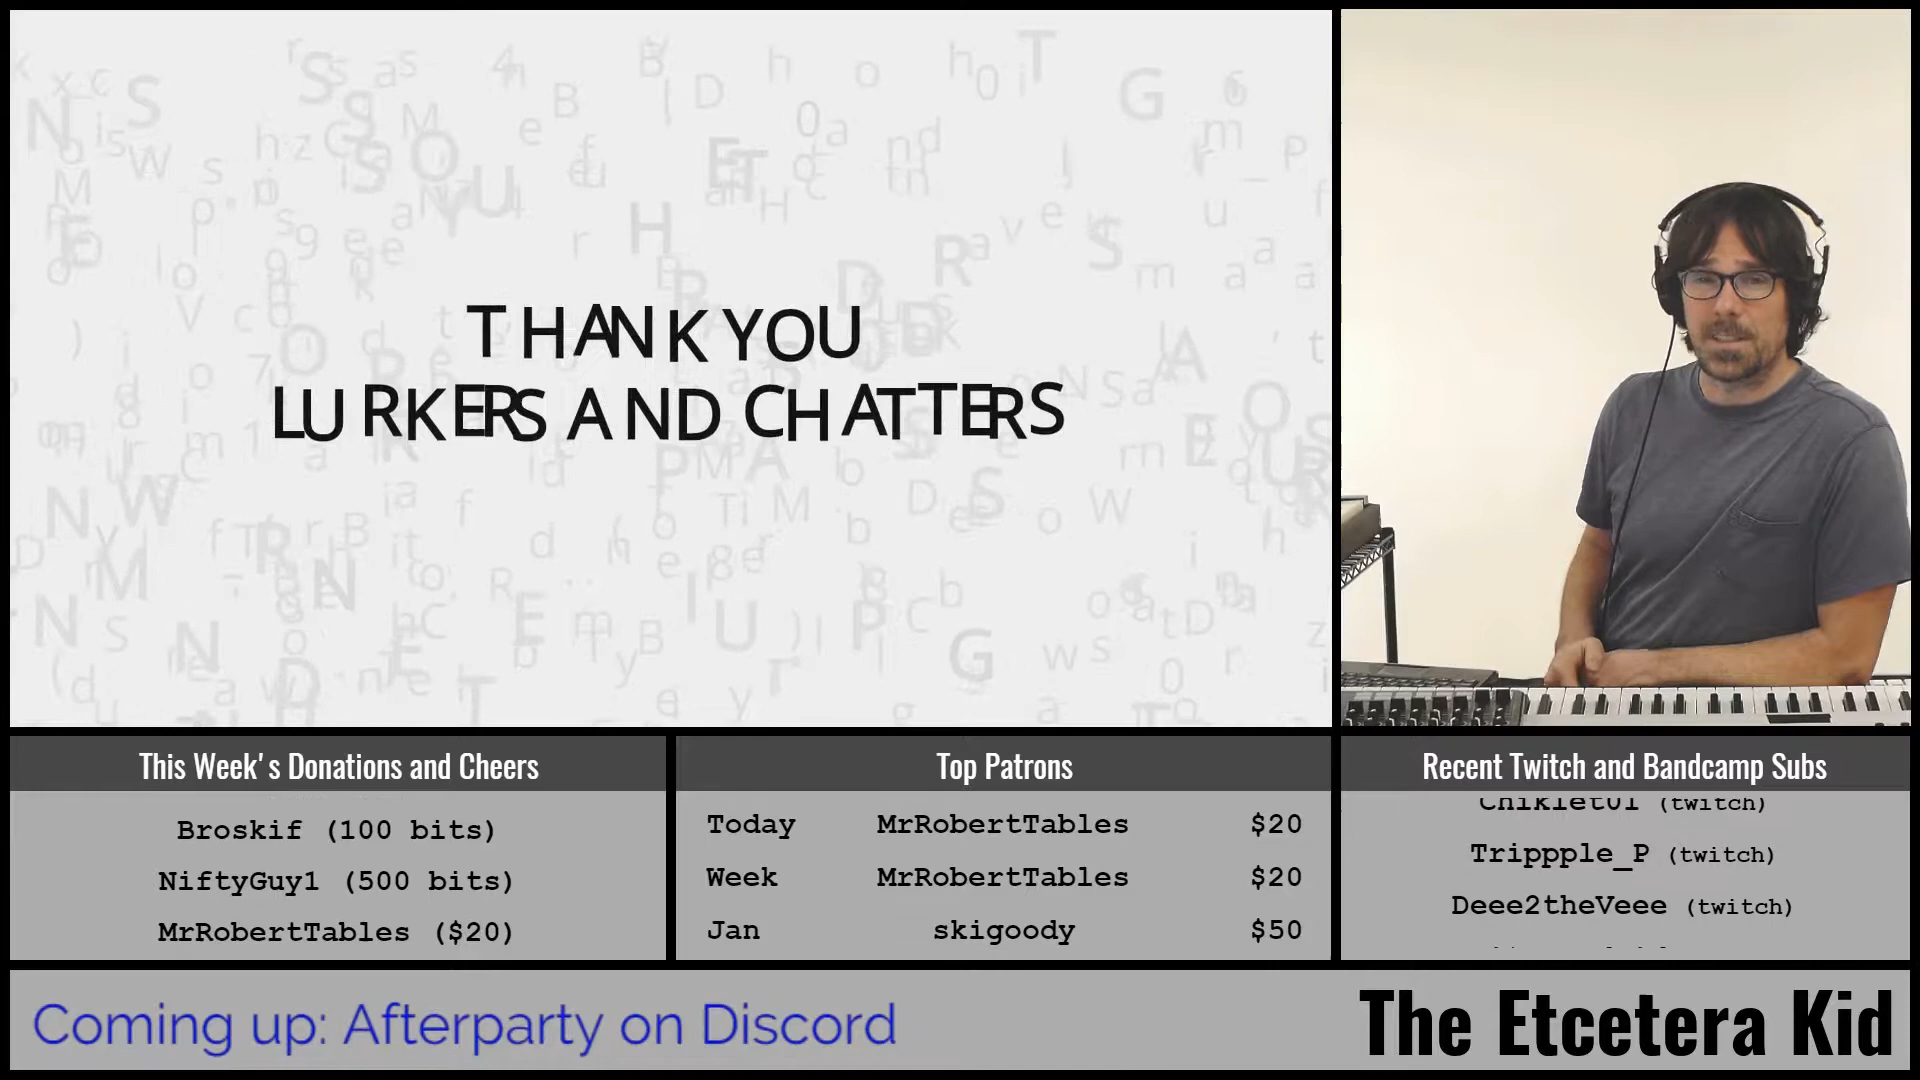 THANK YOU
LURKERS AND CHATTERS
This Week's Donations and Cheers
Broskif (100 bits)
NiftyGuy1 (500 bits)
MrRobertTables ($20)
Top Patrons
Today MrRobertTables $20
Week MrRobertTables $20
Jan skigoody $50
Recent Twitch and Bandcamp Subs
(twitch)
Trippple_P (twitch)
Deee2theVeee (twitch)
Coming up: Afterparty on Discord
The Etcetera Kid